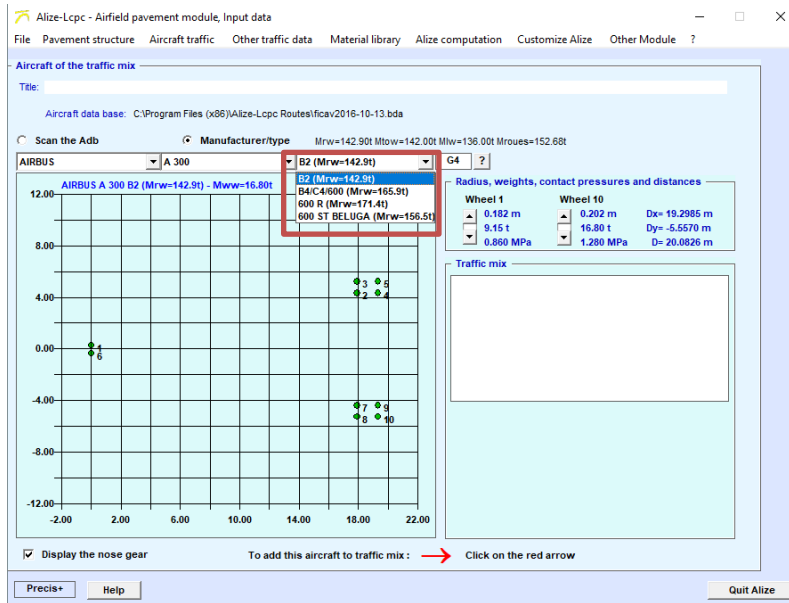 Alize-Lcpc - Airfield pavement module, Input data
File Pavement structure Aircraft traffic Other traffic data Material library Alize computation Customize Alize Other Module ?
Aircraft of the traffic mix
Title:
Aircraft data base: C:\Program Files (x86)\Alize-Lcpc Routes\ficav2016-10-13.bda
Scan the Adb Manufacturer/type Mrw=142.90t Mtow=142.00t Mlw=136.00t Mroues=152.68t
AIRBUS A 300 B2 (Mrw=142.9t) G4 ?
B2 (Mrw=142.9t)
B4/C4/600 (Mrw=165.9t)
600 R (Mrw=171.4t)
600 ST BELUGA (Mrw=156.5t)
AIRBUS A 300 B2 (Mrw=142.9t) - Mww=16.80t
12.00
8.00
4.00
0.00
-4.00
-8.00
-12.00
-2.00 2.00 6.00 10.00 14.00 18.00 22.00
3 5
2 4
1
6
7 9
8 10
Radius, weights, contact pressures and distances
Wheel 1 Wheel 10
0.182 m 0.202 m Dx= 19.2985 m
9.15 t 16.80 t Dy= -5.5570 m
0.860 MPa 1.280 MPa D= 20.0826 m
Traffic mix
Display the nose gear To add this aircraft to traffic mix : Click on the red arrow
Precis+ Help Quit Alize